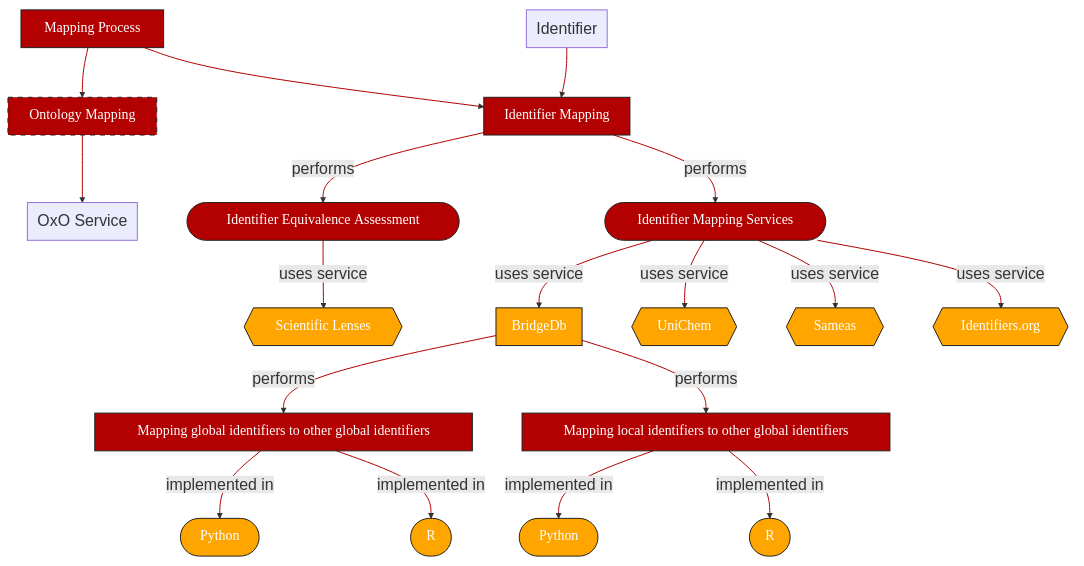 Mapping Process
Identifier
Ontology Mapping
Identifier Mapping
performs
performs
OxO Service
Identifier Equivalence Assessment
Identifier Mapping Services
uses service
uses service
uses service
uses service
uses service
Scientific Lenses
BridgeDb
UniChem
Sameas
Identifiers.org
performs
performs
Mapping global identifiers to other global identifiers
Mapping local identifiers to other global identifiers
implemented in
implemented in
implemented in
implemented in
Python
R
Python
R